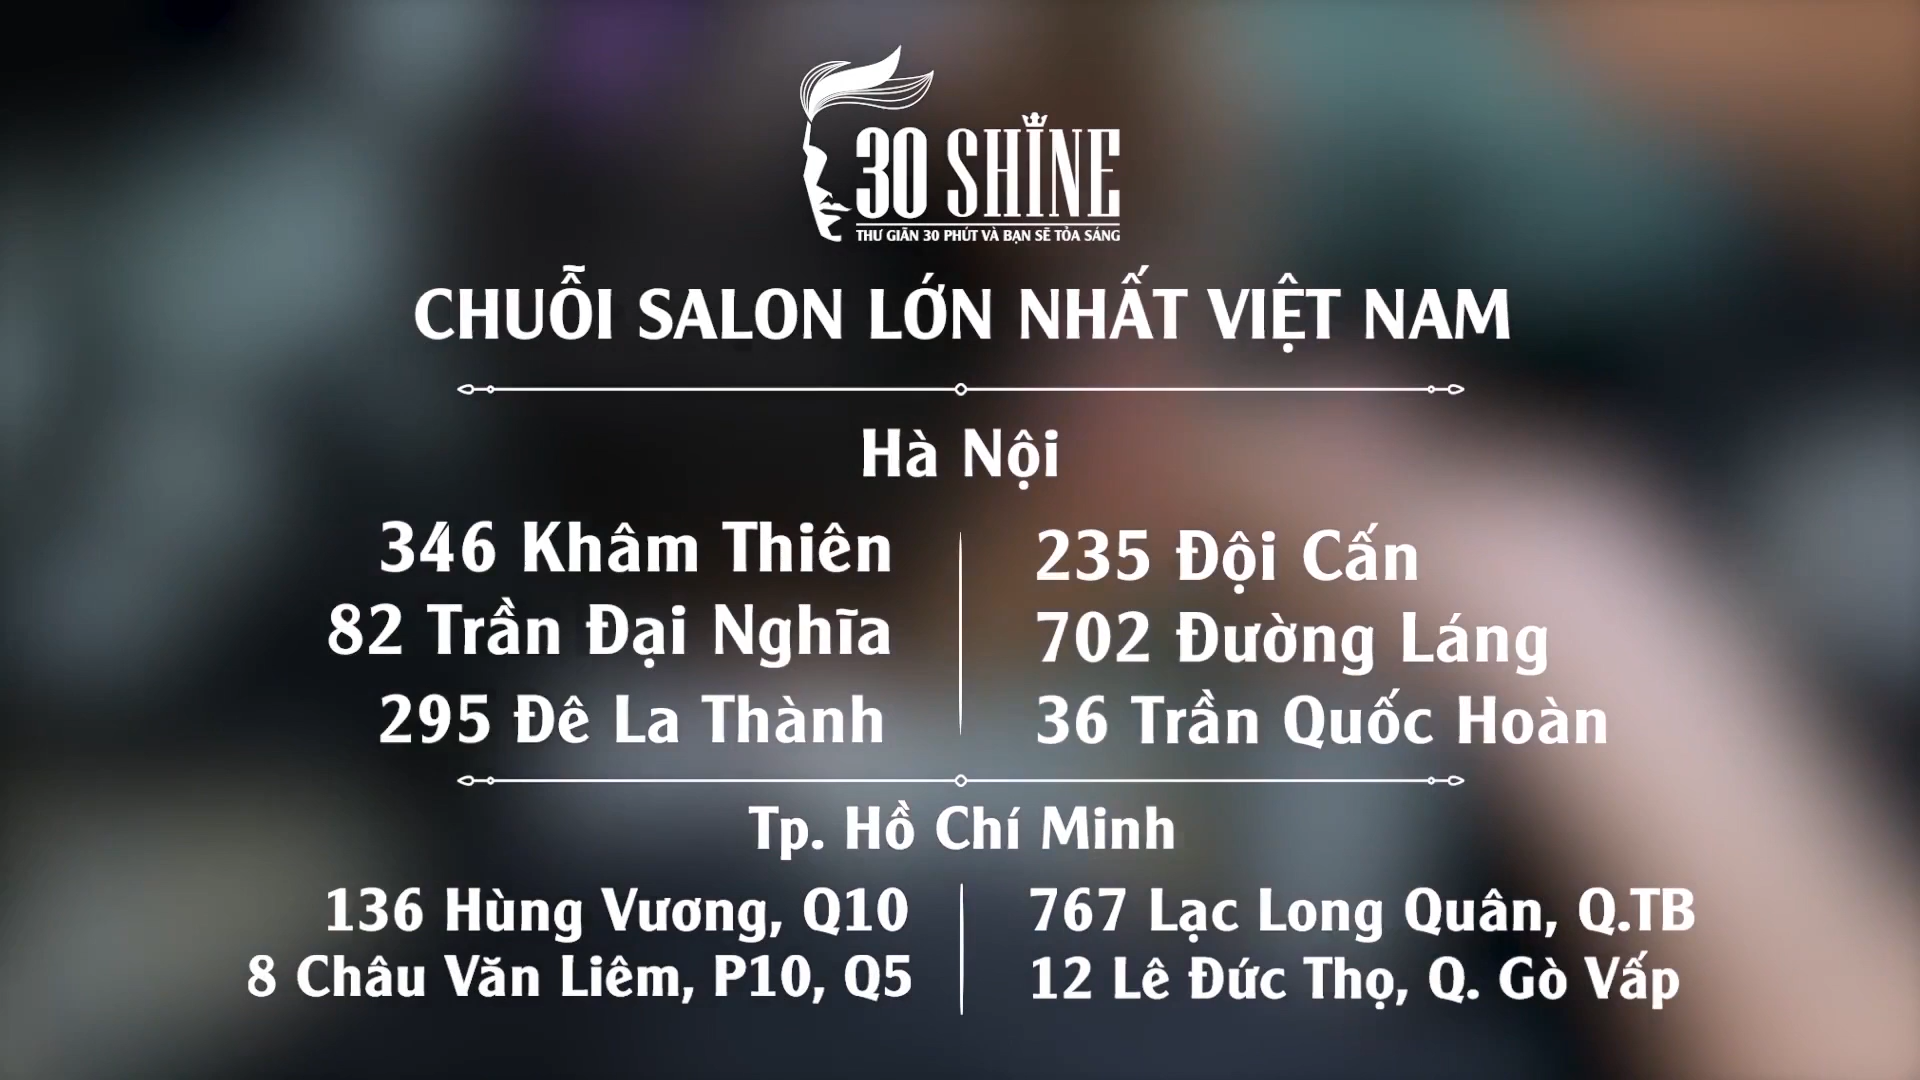 30 SHINE
THƯ GIÃN 30 PHÚT VÀ BẠN SẼ TỎA SÁNG
CHUỖI SALON LỚN NHẤT VIỆT NAM
Hà Nội
346 Khâm Thiên
82 Trần Đại Nghĩa
295 Đê La Thành
235 Đội Cấn
702 Đường Láng
36 Trần Quốc Hoàn
Tp. Hồ Chí Minh
136 Hùng Vương, Q10
8 Châu Văn Liêm, P10, Q5
767 Lạc Long Quân, Q.TB
12 Lê Đức Thọ, Q. Gò Vấp